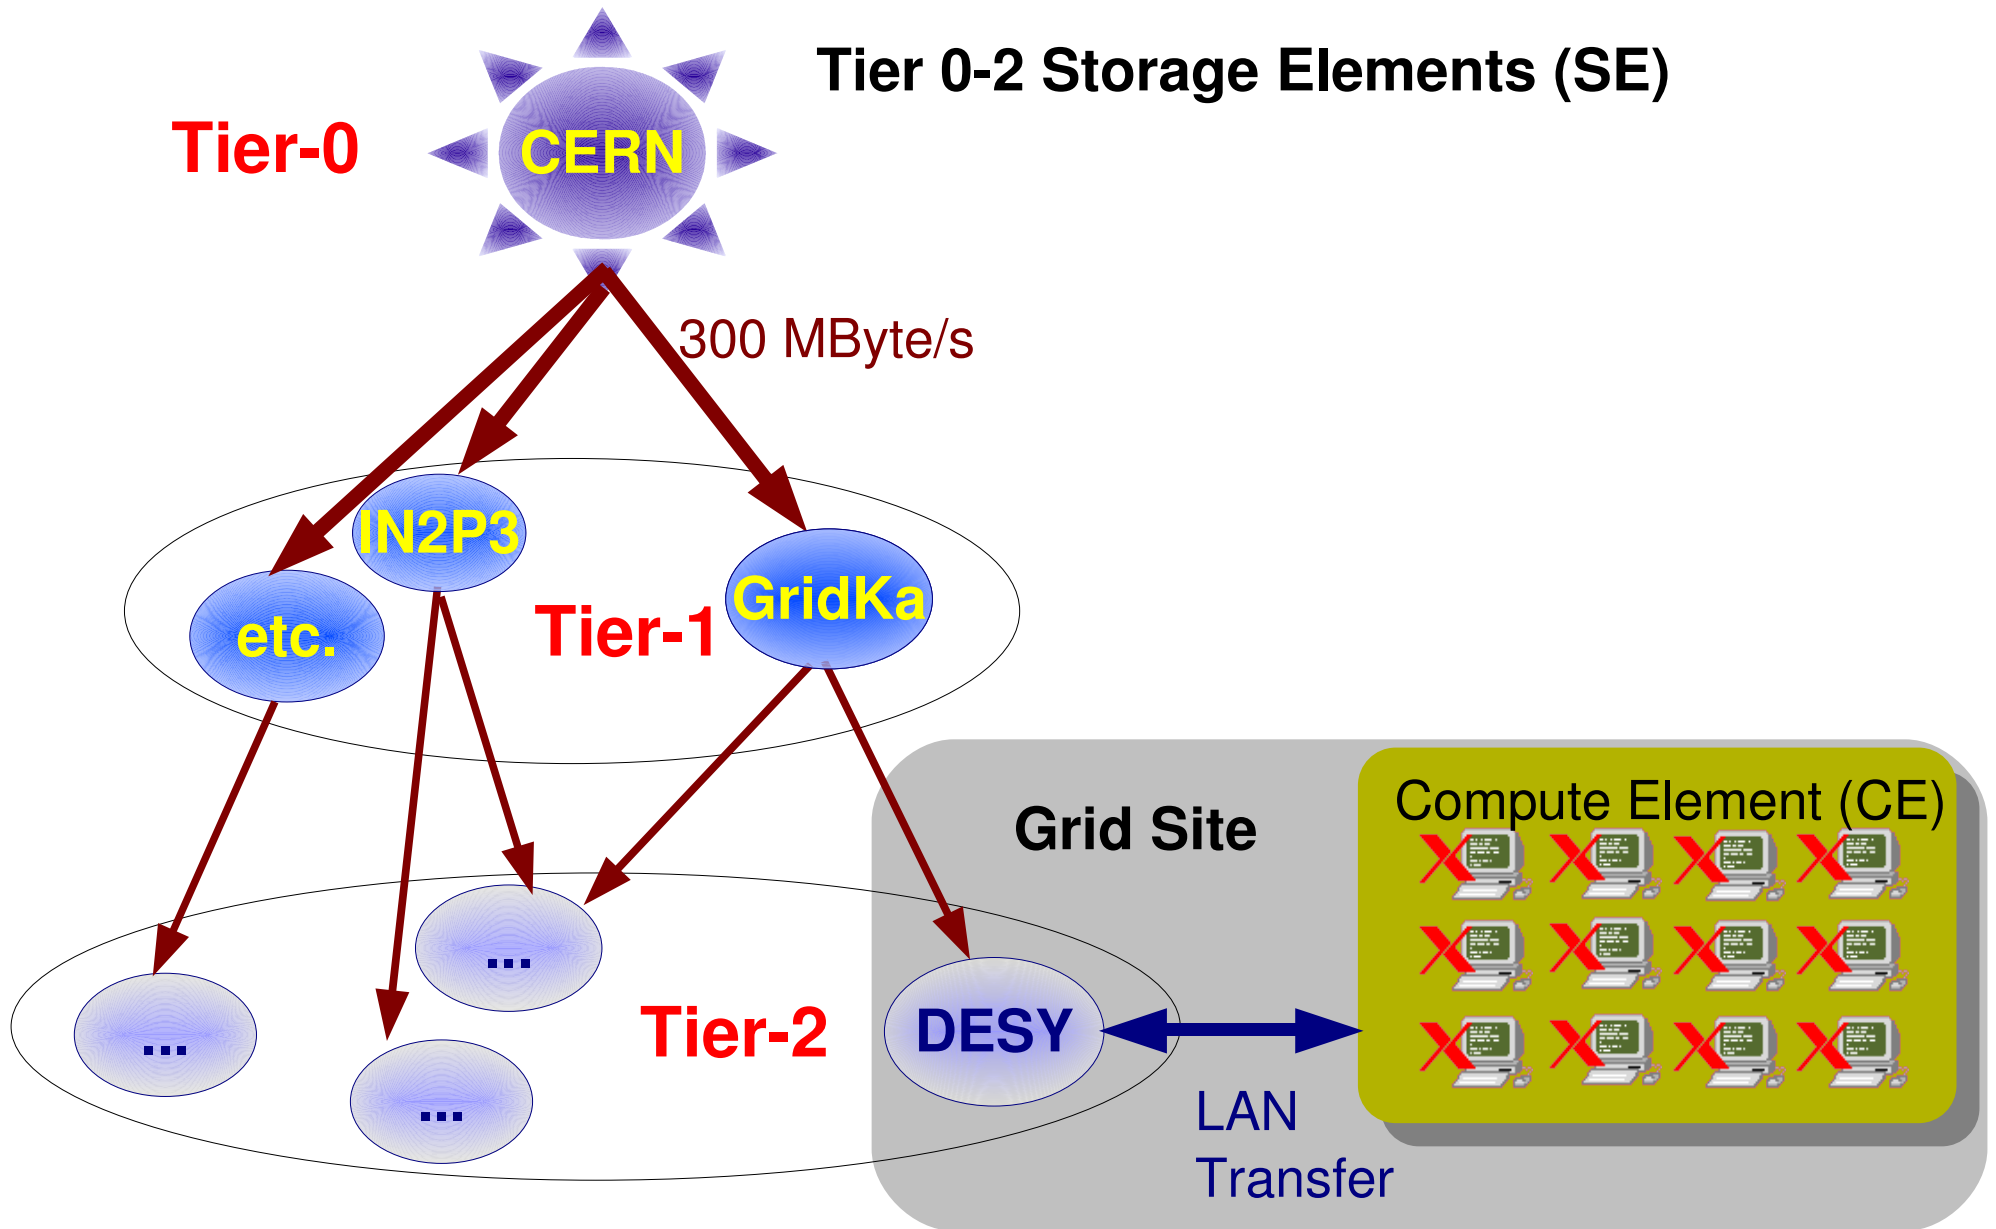 Tier 0-2 Storage Elements (SE)
Tier-0
CERN
300 MByte/s
IN2P3
GridKa
etc.
Tier-1
Compute Element (CE)
Grid Site
...
Tier-2
DESY
...
...
LAN
Transfer